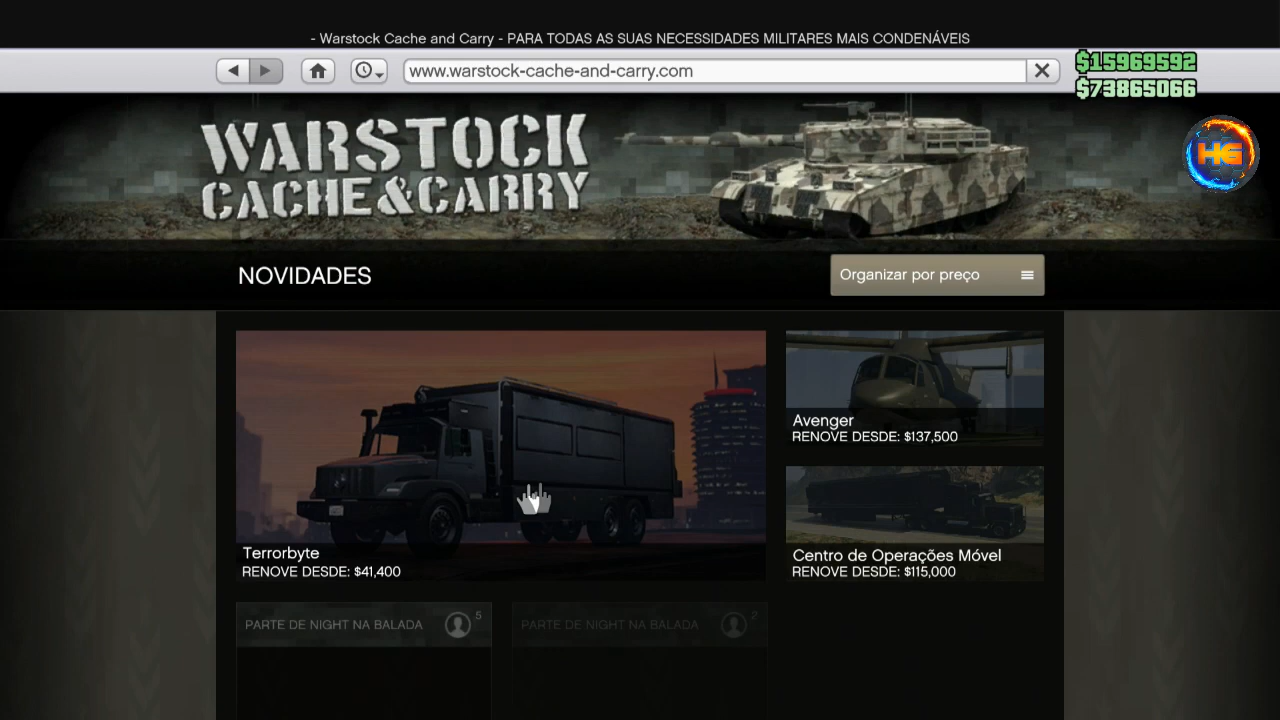 - Warstock Cache and Carry - PARA TODAS AS SUAS NECESSIDADES MILITARES MAIS CONDENÁVEIS
www.warstock-cache-and-carry.com
$15969592
$73865066
WARSTOCK
CACHE&CARRY
HG
NOVIDADES
Organizar por preço
Terrorbyte
RENOVE DESDE: $41,400
Avenger
RENOVE DESDE: $137,500
Centro de Operações Móvel
RENOVE DESDE: $115,000
PARTE DE NIGHT NA BALADA 5
PARTE DE NIGHT NA BALADA 2